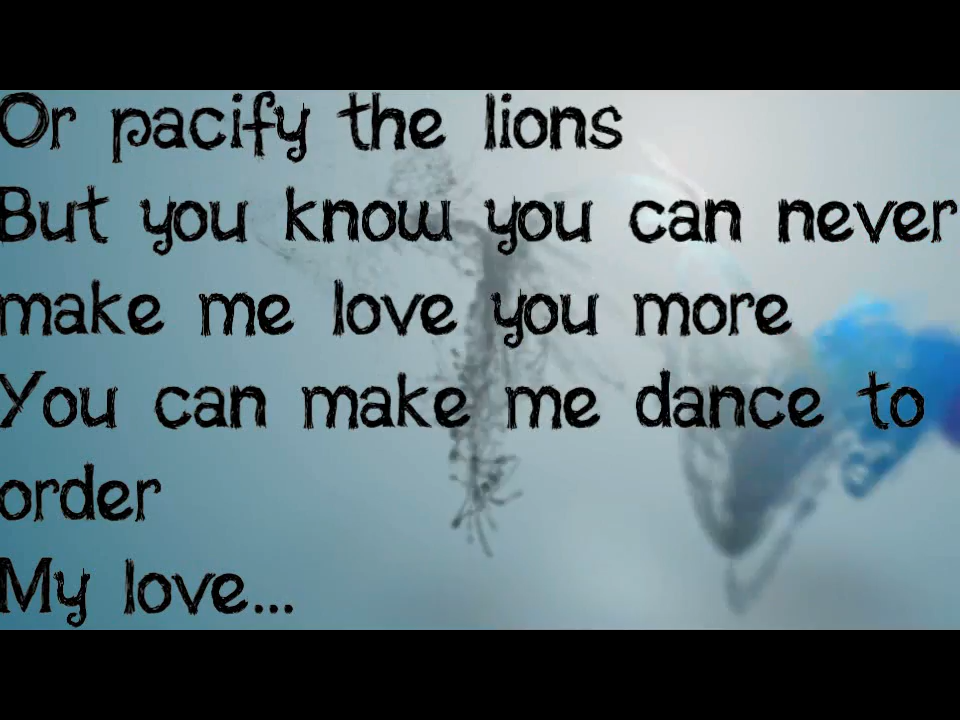 Or pacify the lions
But you know you can never
make me love you more
You can make me dance to
order
My love...